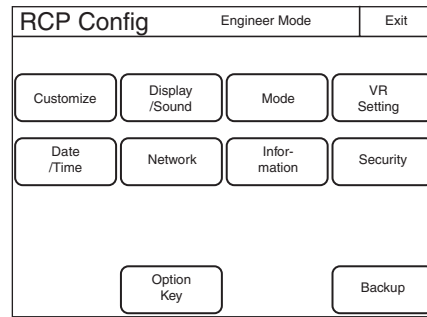 RCP Config Engineer Mode Exit
Customize
Display
/Sound
Mode
VR
Setting
Date
/Time
Network
Infor-
mation
Security
Option
Key
Backup